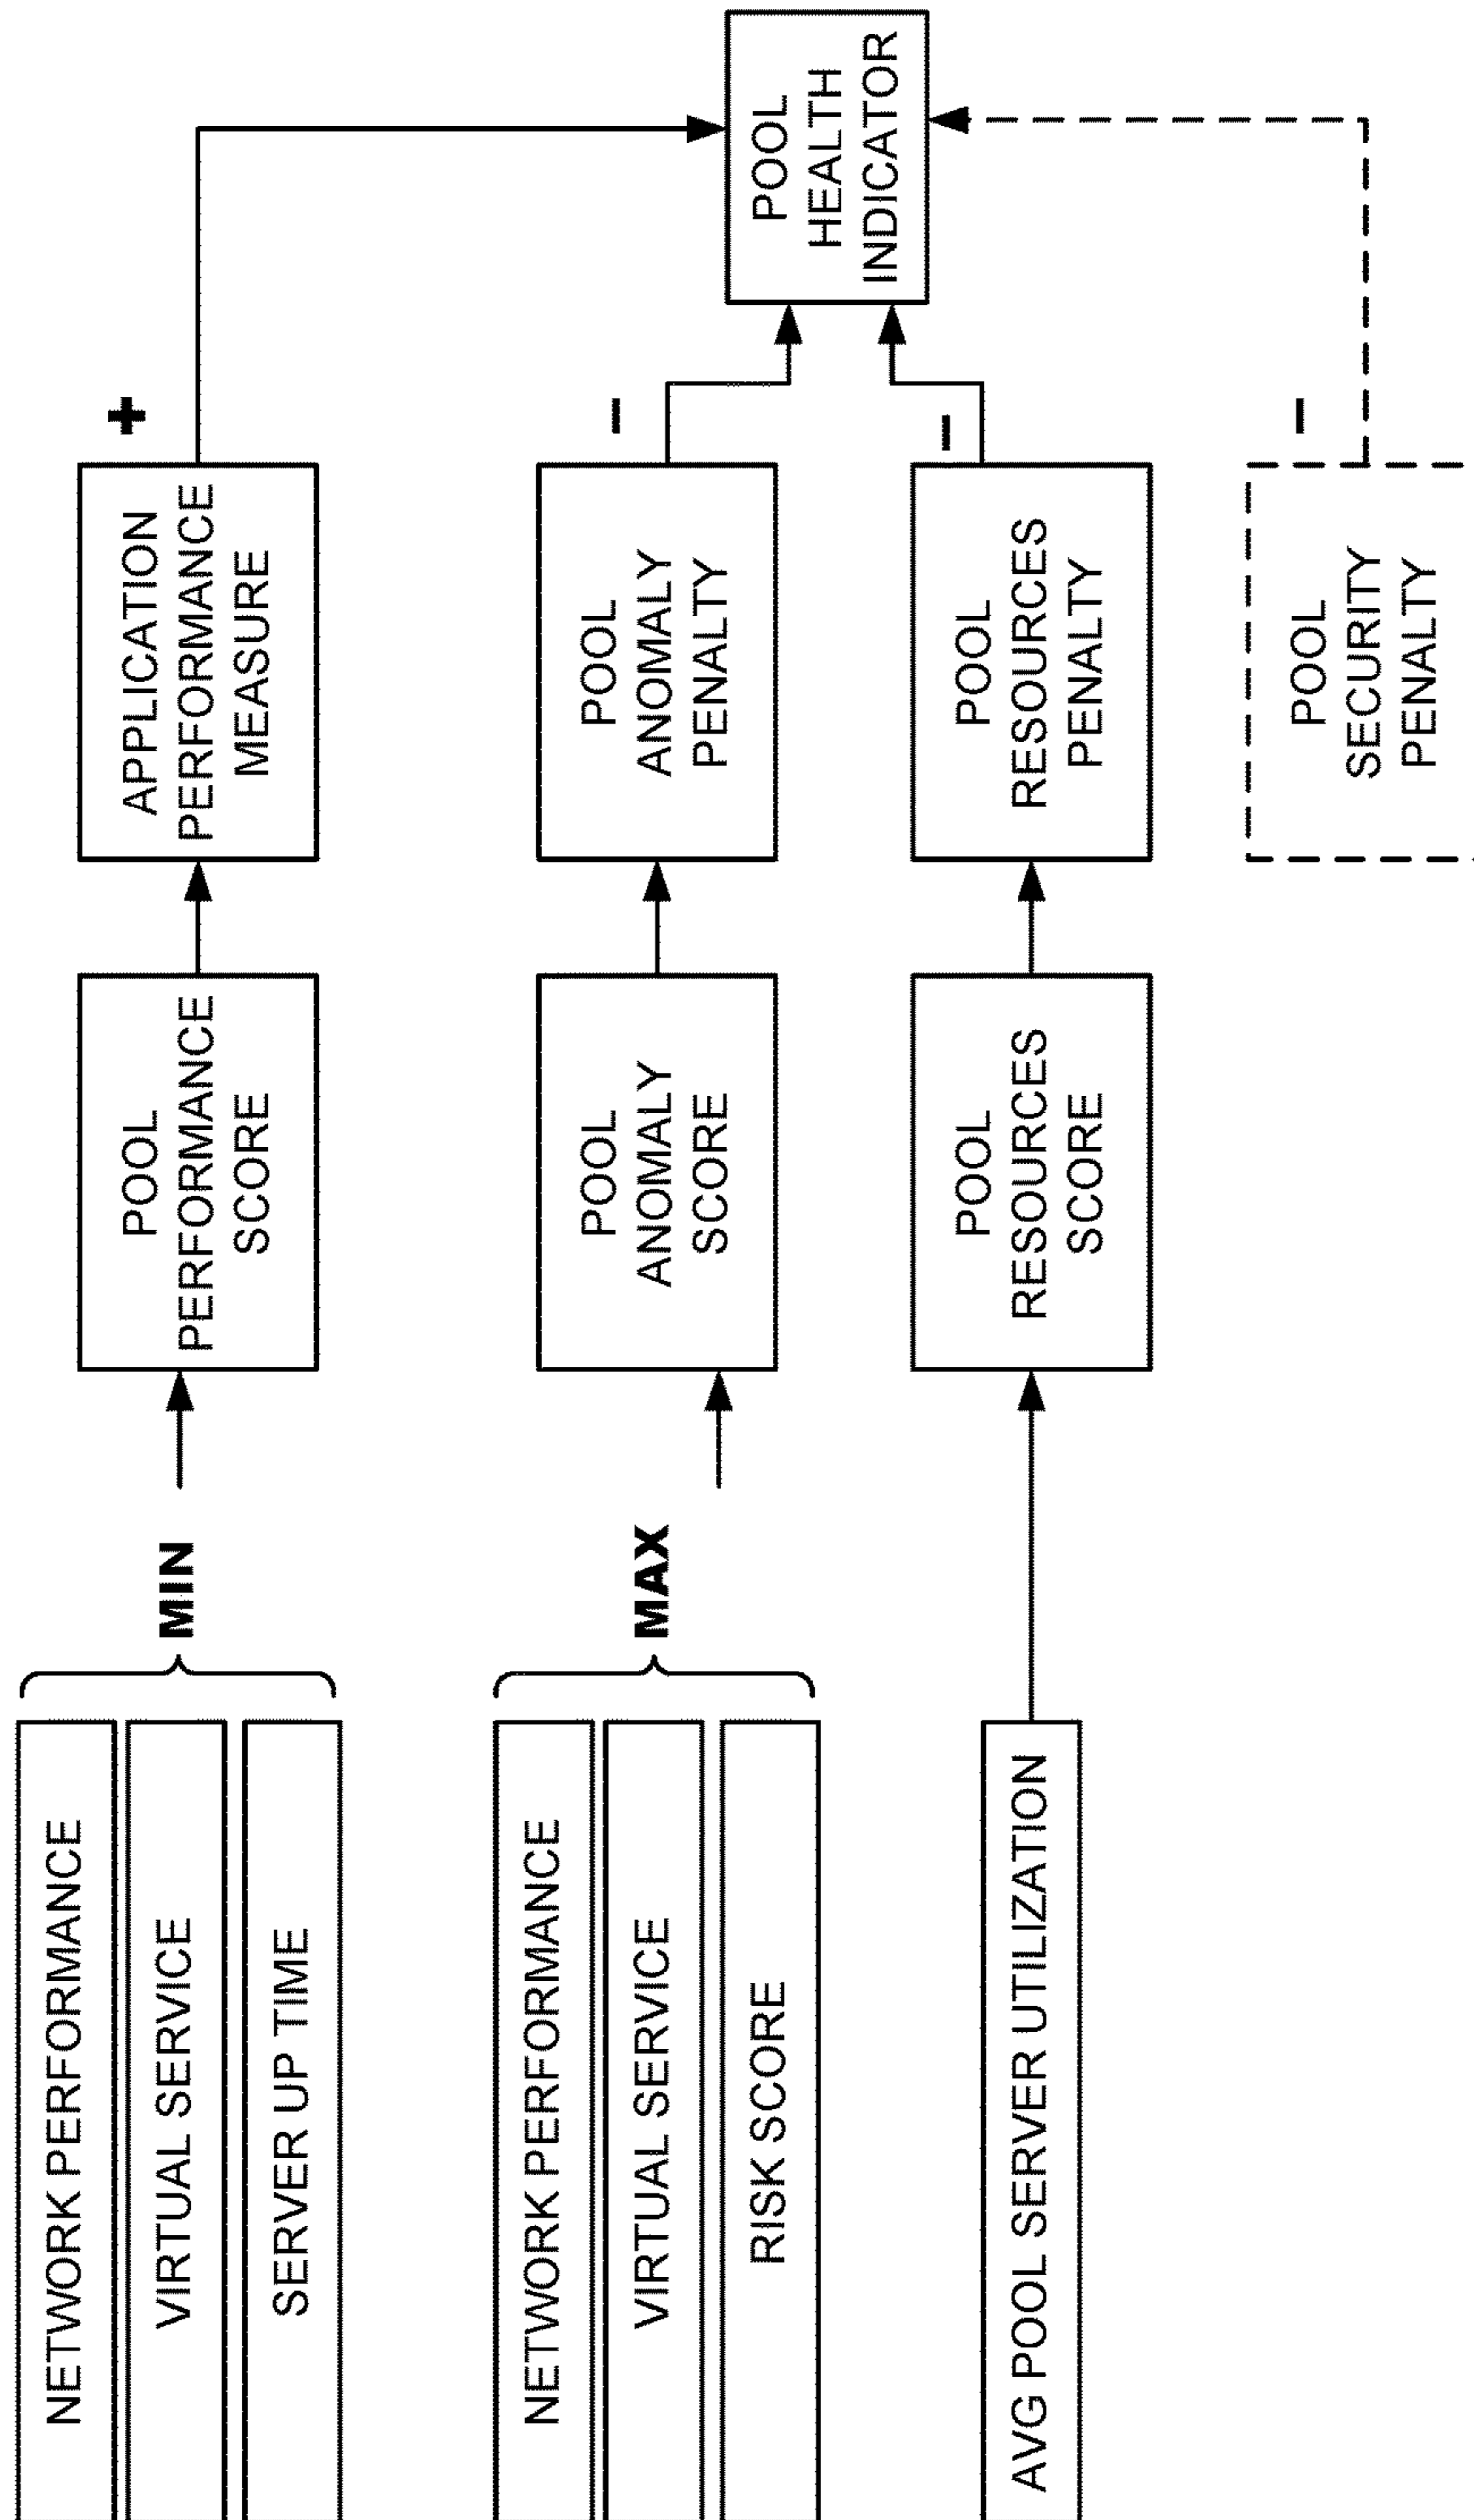 NETWORK PERFORMANCE
VIRTUAL SERVICE
SERVER UP TIME
MIN
POOL
PERFORMANCE
SCORE
APPLICATION
PERFORMANCE
MEASURE
+
NETWORK PERFORMANCE
VIRTUAL SERVICE
RISK SCORE
MAX
POOL
ANOMALY
SCORE
POOL
ANOMALY
PENALTY
–
AVG POOL SERVER UTILIZATION
POOL
RESOURCES
SCORE
POOL
RESOURCES
PENALTY
–
POOL
SECURITY
PENALTY
–
POOL
HEALTH
INDICATOR